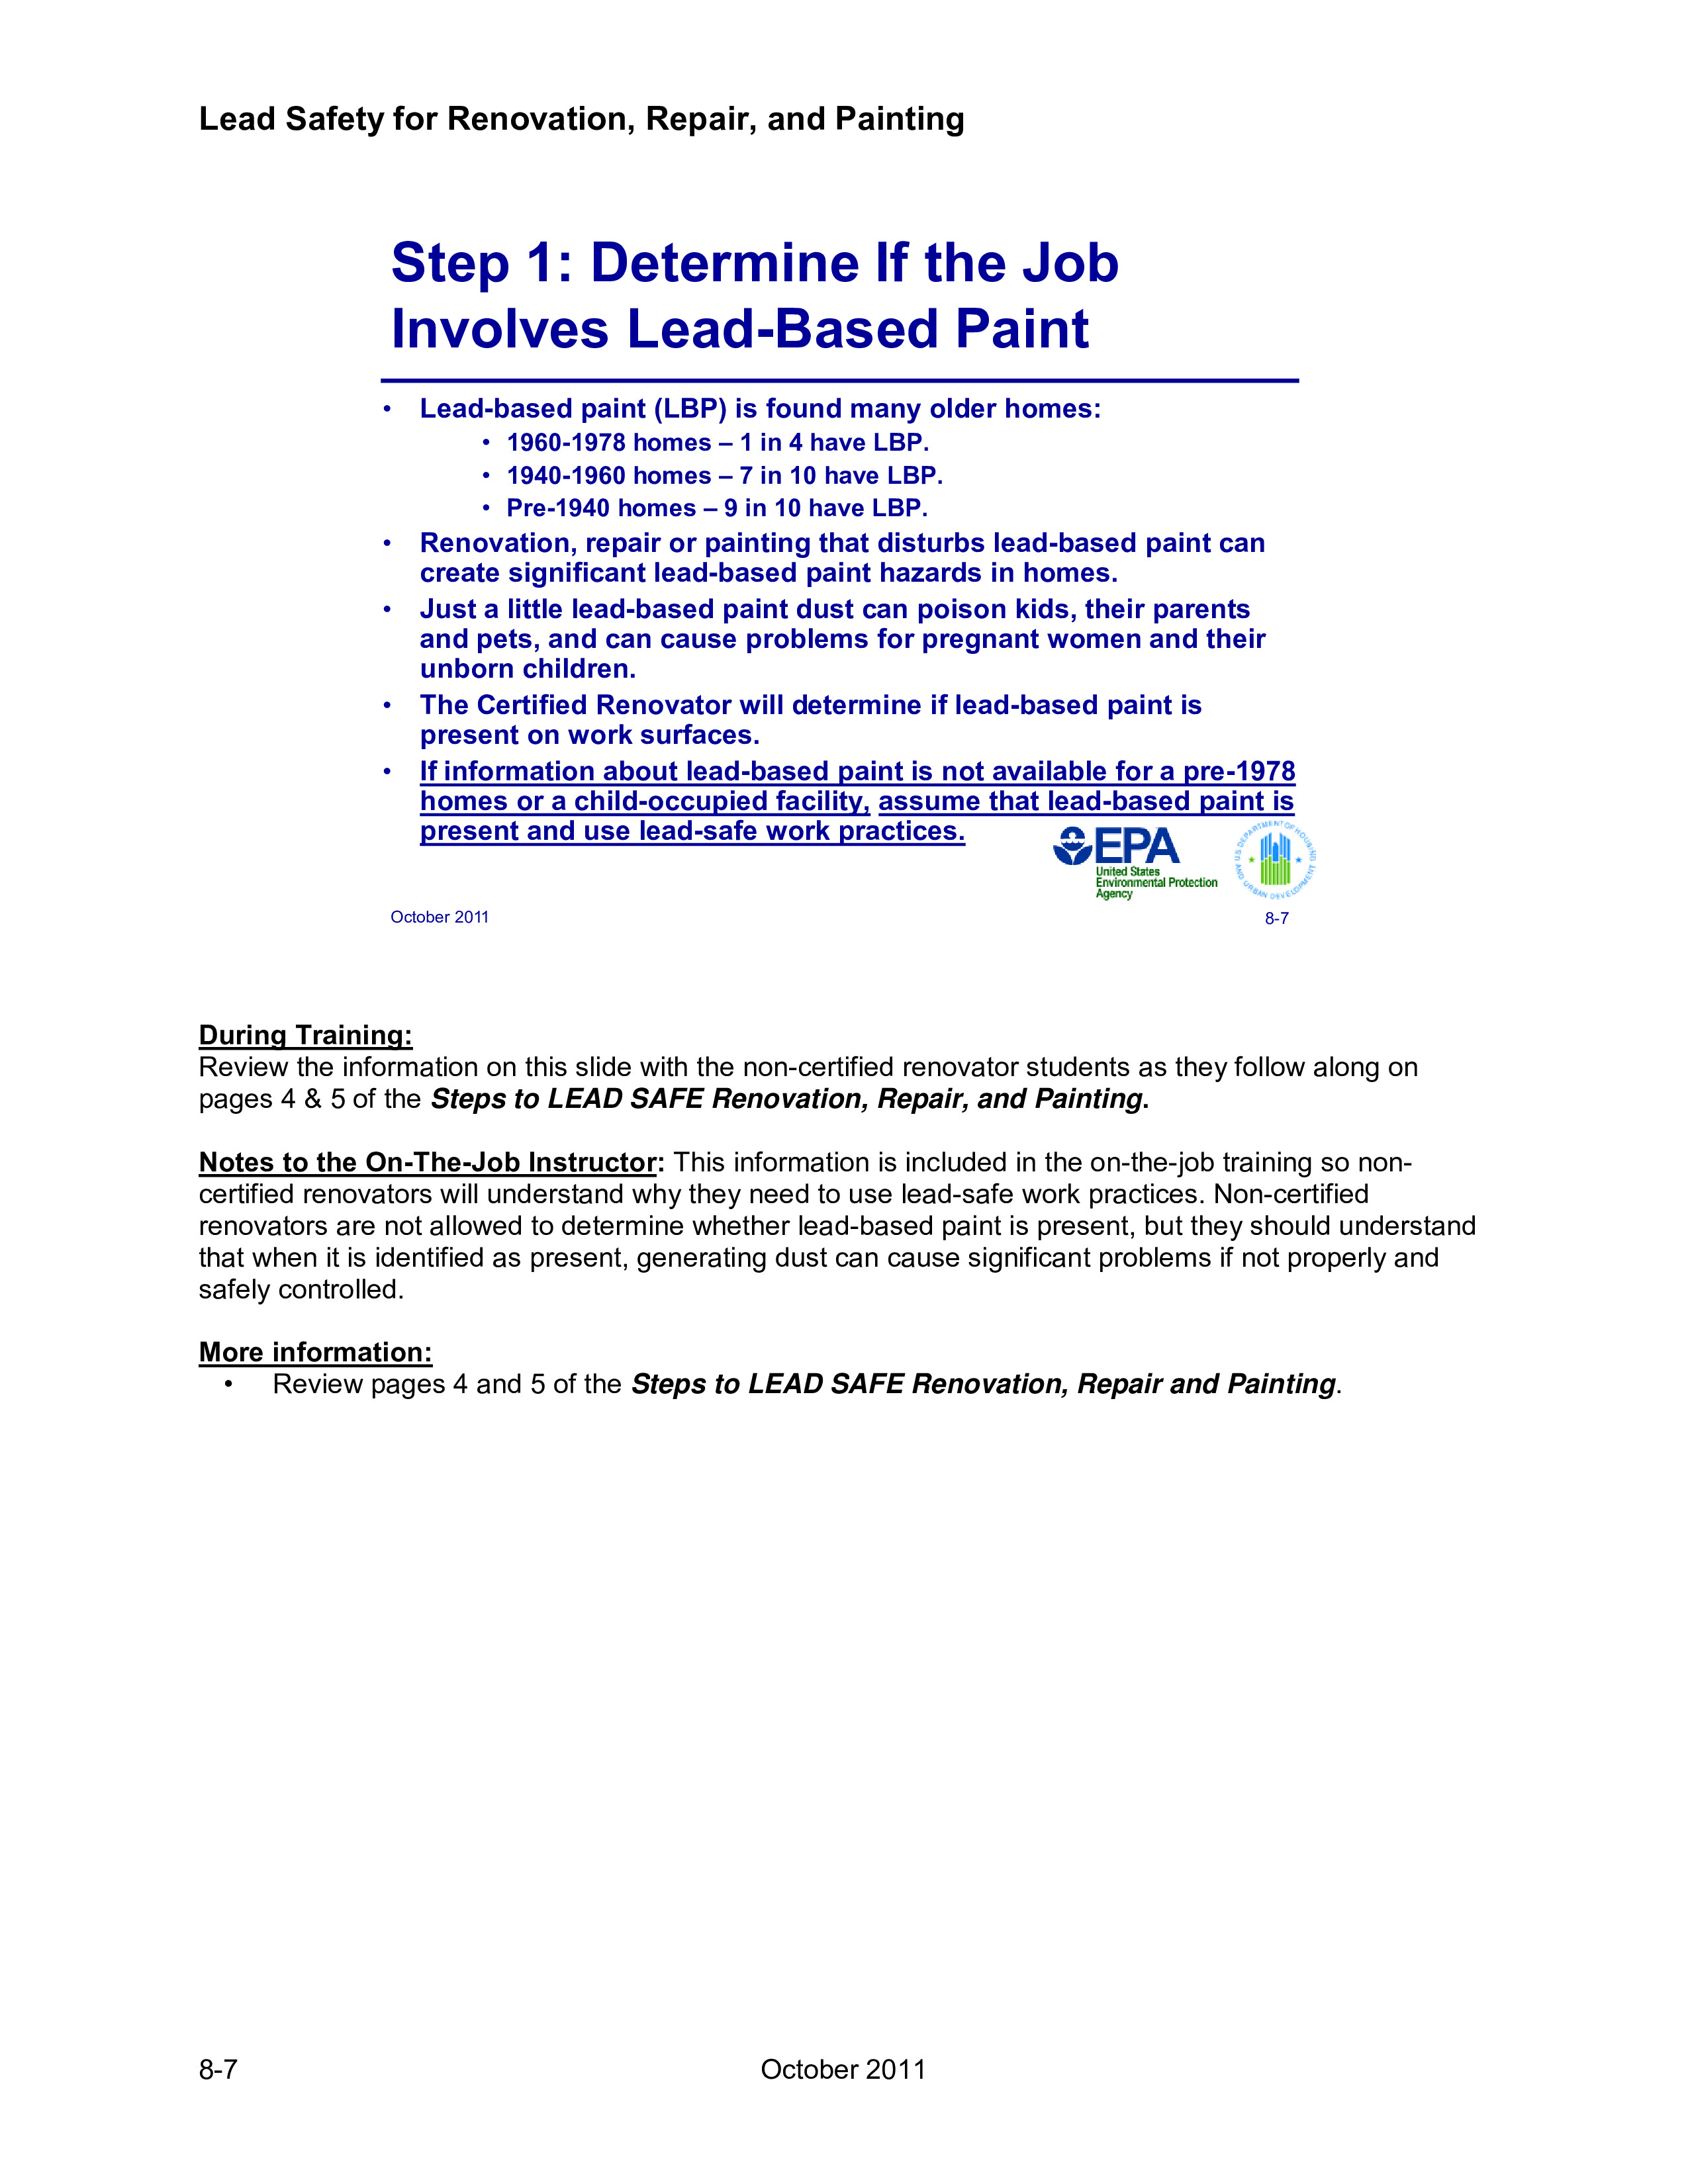 Lead Safety for Renovation, Repair, and Painting
Step 1: Determine If the Job
Involves Lead-Based Paint
• Lead-based paint (LBP) is found many older homes:
• 1960-1978 homes – 1 in 4 have LBP.
• 1940-1960 homes – 7 in 10 have LBP.
• Pre-1940 homes – 9 in 10 have LBP.
• Renovation, repair or painting that disturbs lead-based paint can
create significant lead-based paint hazards in homes.
• Just a little lead-based paint dust can poison kids, their parents
and pets, and can cause problems for pregnant women and their
unborn children.
• The Certified Renovator will determine if lead-based paint is
present on work surfaces.
• If information about lead-based paint is not available for a pre-1978
homes or a child-occupied facility, assume that lead-based paint is
present and use lead-safe work practices.
EPA
United States
Environmental Protection
Agency
U.S. DEPARTMENT OF HOUSING
AND URBAN DEVELOPMENT
October 2011
8-7
During Training:
Review the information on this slide with the non-certified renovator students as they follow along on
pages 4 & 5 of the Steps to LEAD SAFE Renovation, Repair, and Painting.
Notes to the On-The-Job Instructor: This information is included in the on-the-job training so non-
certified renovators will understand why they need to use lead-safe work practices. Non-certified
renovators are not allowed to determine whether lead-based paint is present, but they should understand
that when it is identified as present, generating dust can cause significant problems if not properly and
safely controlled.
More information:
• Review pages 4 and 5 of the Steps to LEAD SAFE Renovation, Repair and Painting.
8-7
October 2011